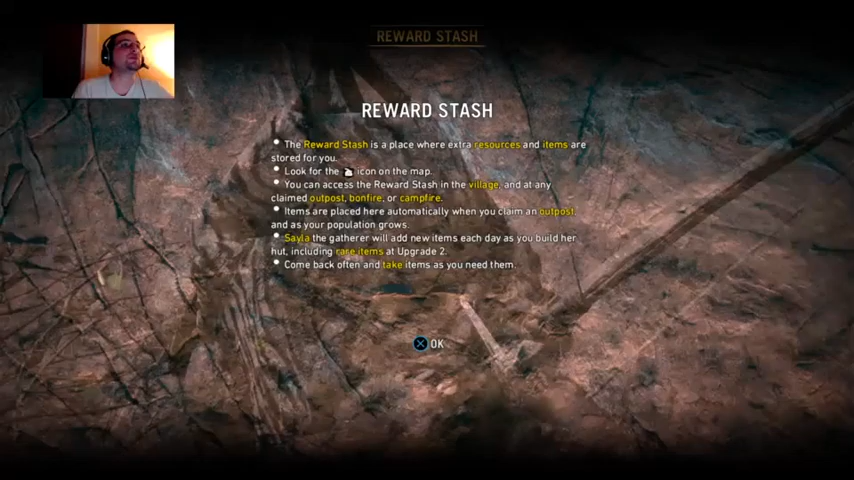 REWARD STASH
REWARD STASH
The Reward Stash is a place where extra resources and items are
stored for you.
Look for the icon on the map.
You can access the Reward Stash in the village, and at any
claimed outpost, bonfire, or campfire.
Items are placed here automatically when you claim an outpost,
and as your population grows.
Sayla the gatherer will add new items each day as you build her
hut, including rare items at Upgrade 2.
Come back often and take items as you need them.
OK